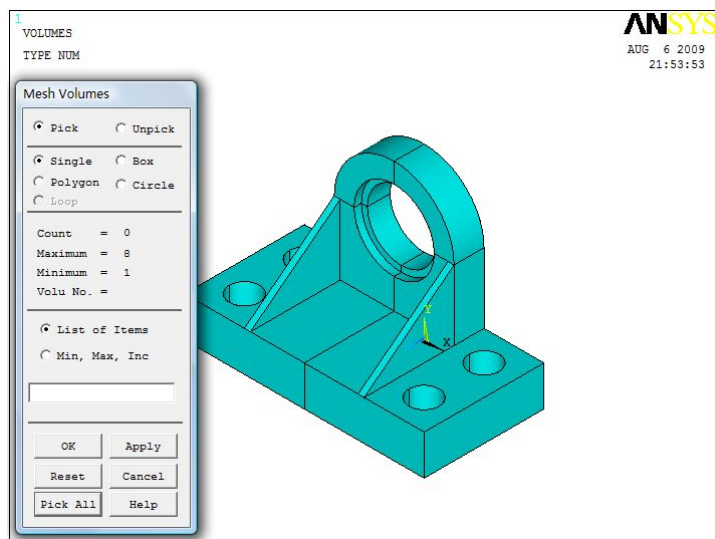 1
VOLUMES
TYPE NUM
ANSYS
AUG 6 2009
21:53:53
Mesh Volumes
Pick Unpick
Single Box
Polygon Circle
Loop
Count = 0
Maximum = 8
Minimum = 1
Volu No. =
List of Items
Min, Max, Inc
OK Apply
Reset Cancel
Pick All Help
Y
X